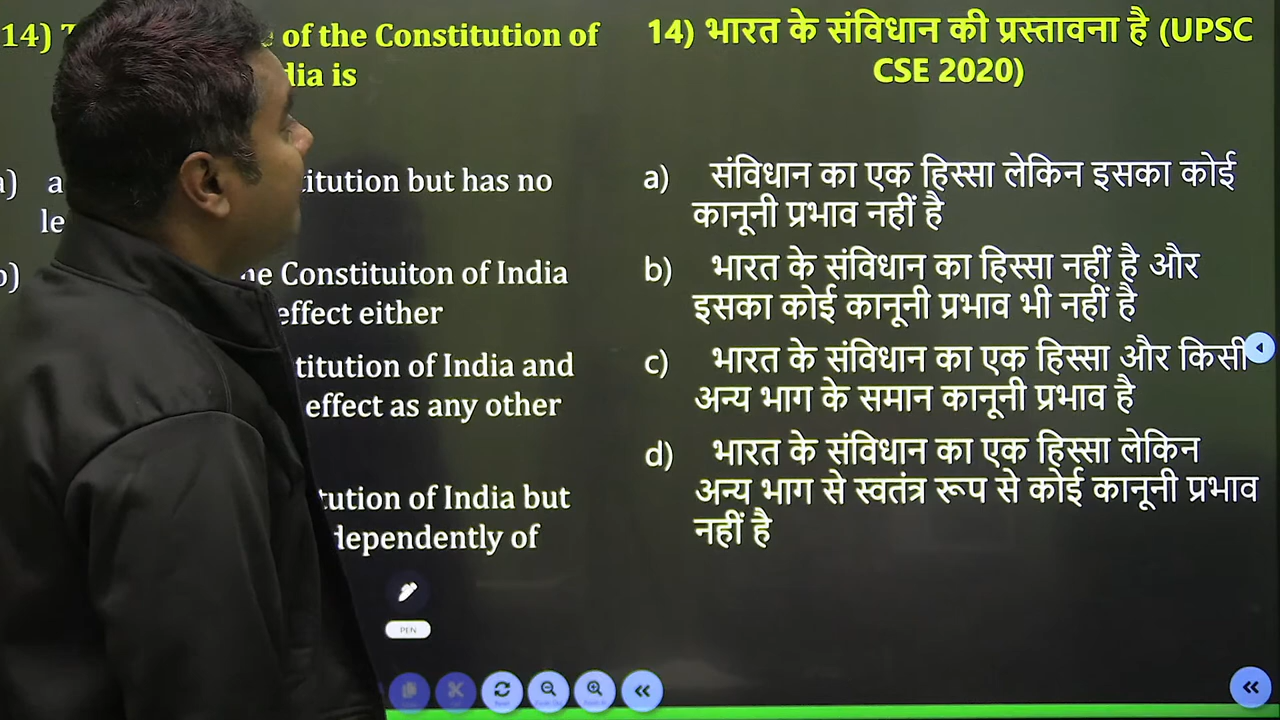 14) of the Constitution of
dia is
a) a titution but has no
le
b) ne Constituiton of India
effect either
titution of India and
effect as any other
tution of India but
dependently of
14) भारत के संविधान की प्रस्तावना है (UPSC
CSE 2020)
a) संविधान का एक हिस्सा लेकिन इसका कोई
कानूनी प्रभाव नहीं है
b) भारत के संविधान का हिस्सा नहीं है और
इसका कोई कानूनी प्रभाव भी नहीं है
c) भारत के संविधान का एक हिस्सा और किसी
अन्य भाग के समान कानूनी प्रभाव है
d) भारत के संविधान का एक हिस्सा लेकिन
अन्य भाग से स्वतंत्र रूप से कोई कानूनी प्रभाव
नहीं है
PEN